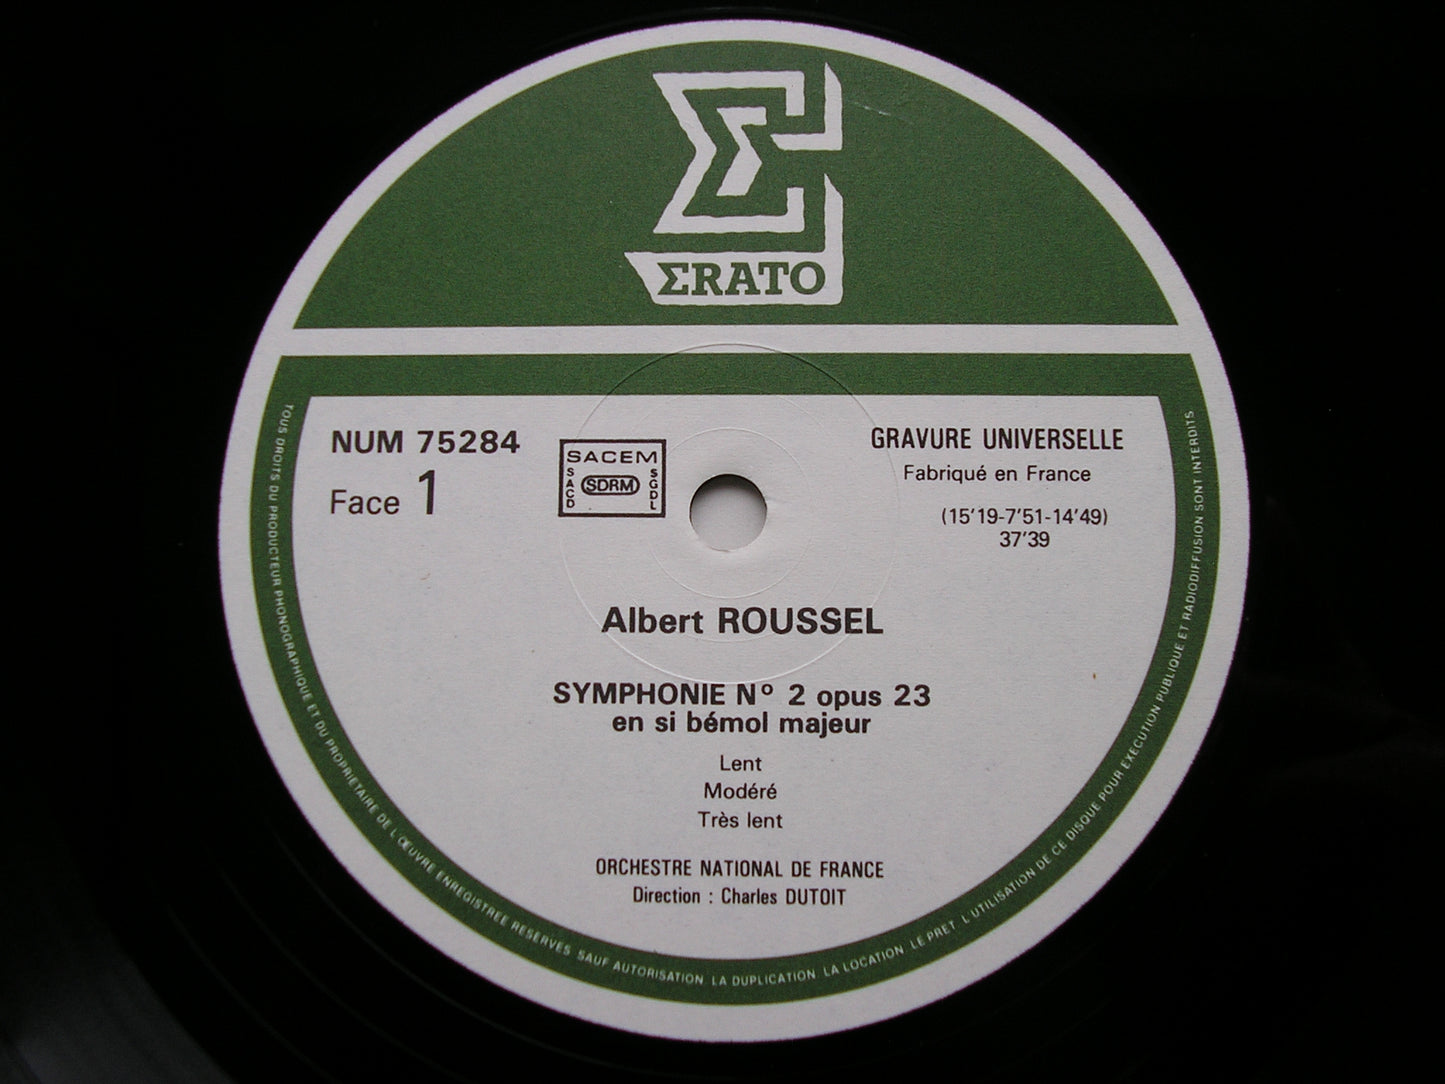 ΣRATO
NUM 75284
Face 1
SACEM
SACD
SDRM
SGDL
GRAVURE UNIVERSELLE
Fabriqué en France
(15'19-7'51-14'49)
37'39
Albert ROUSSEL
SYMPHONIE Nº 2 opus 23
en si bémol majeur
Lent
Modéré
Très lent
ORCHESTRE NATIONAL DE FRANCE
Direction : Charles DUTOIT
TOUS DROITS DU PRODUCTEUR PHONOGRAPHIQUE ET DU PROPRIETAIRE DE L'ŒUVRE ENREGISTREE RESERVES SAUF AUTORISATION LA DUPLICATION LA LOCATION LE PRET L'UTILISATION DE CE DISQUE POUR EXECUTION PUBLIQUE ET RADIODIFFUSION SONT INTERDITS